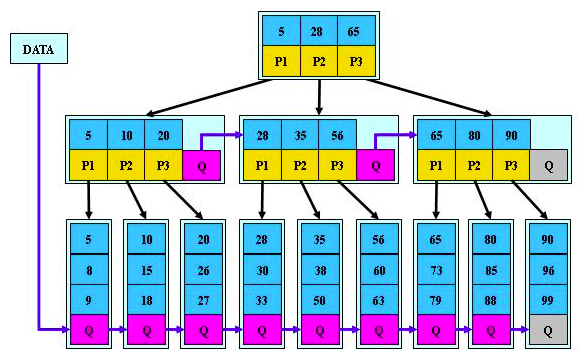 5 28 65
DATA
P1 P2 P3
5 10 20
28 35 56
65 80 90
P1 P2 P3 Q
P1 P2 P3 Q
P1 P2 P3 Q
5 10 20 28 35 56 65 80 90
8 15 26 30 38 60 73 85 96
9 18 27 33 50 63 79 88 99
Q Q Q Q Q Q Q Q Q